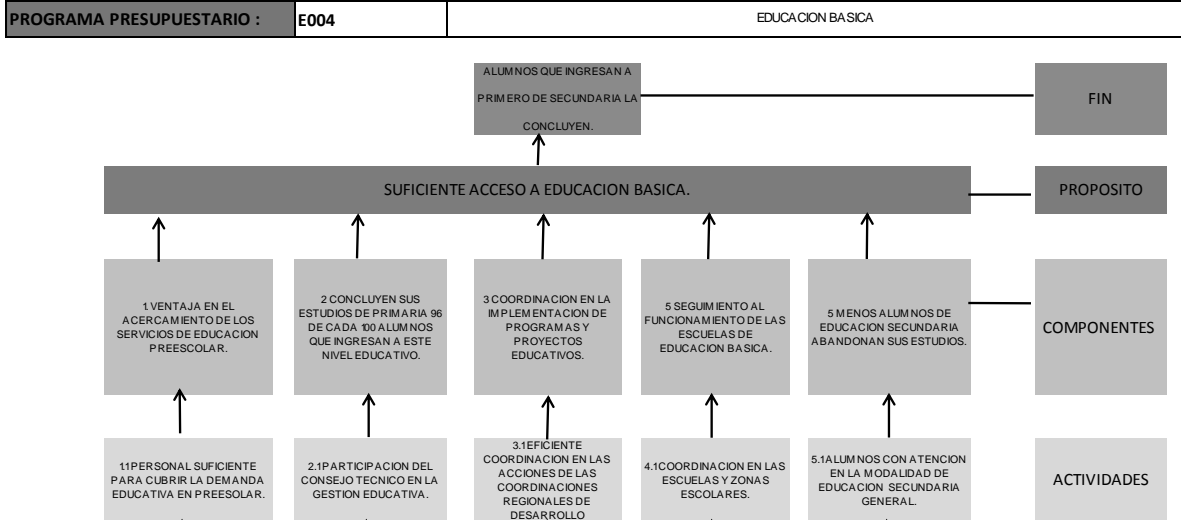 PROGRAMA PRESUPUESTARIO :
E004
EDUCACION BASICA
ALUMNOS QUE INGRESAN A
PRIMERO DE SECUNDARIA LA
CONCLUYEN.
FIN
SUFICIENTE ACCESO A EDUCACION BASICA.
PROPOSITO
1. VENTAJA EN EL
ACERCAMIENTO DE LOS
SERVICIOS DE EDUCACION
PREESCOLAR.
2 CONCLUYEN SUS
ESTUDIOS DE PRIMARIA 96
DE CADA 100 ALUMNOS
QUE INGRESAN A ESTE
NIVEL EDUCATIVO.
3 COORDINACION EN LA
IMPLEMENTACION DE
PROGRAMAS Y
PROYECTOS
EDUCATIVOS.
5 SEGUIMIENTO AL
FUNCIONAMIENTO DE LAS
ESCUELAS DE
EDUCACION BASICA.
5 MENOS ALUMNOS DE
EDUCACION SECUNDARIA
ABANDONAN SUS ESTUDIOS.
COMPONENTES
1.1 PERSONAL SUFICIENTE
PARA CUBRIR LA DEMANDA
EDUCATIVA EN PREESOLAR.
2.1 PARTICIPACION DEL
CONSEJO TECNICO EN LA
GESTION EDUCATIVA.
3.1 EFICIENTE
COORDINACION EN LAS
ACCIONES DE LAS
COORDINACIONES
REGIONALES DE
DESARROLLO
4.1 COORDINACION EN LAS
ESCUELAS Y ZONAS
ESCOLARES.
5.1 ALUMNOS CON ATENCION
EN LA MODALIDAD DE
EDUCACION SECUNDARIA
GENERAL.
ACTIVIDADES